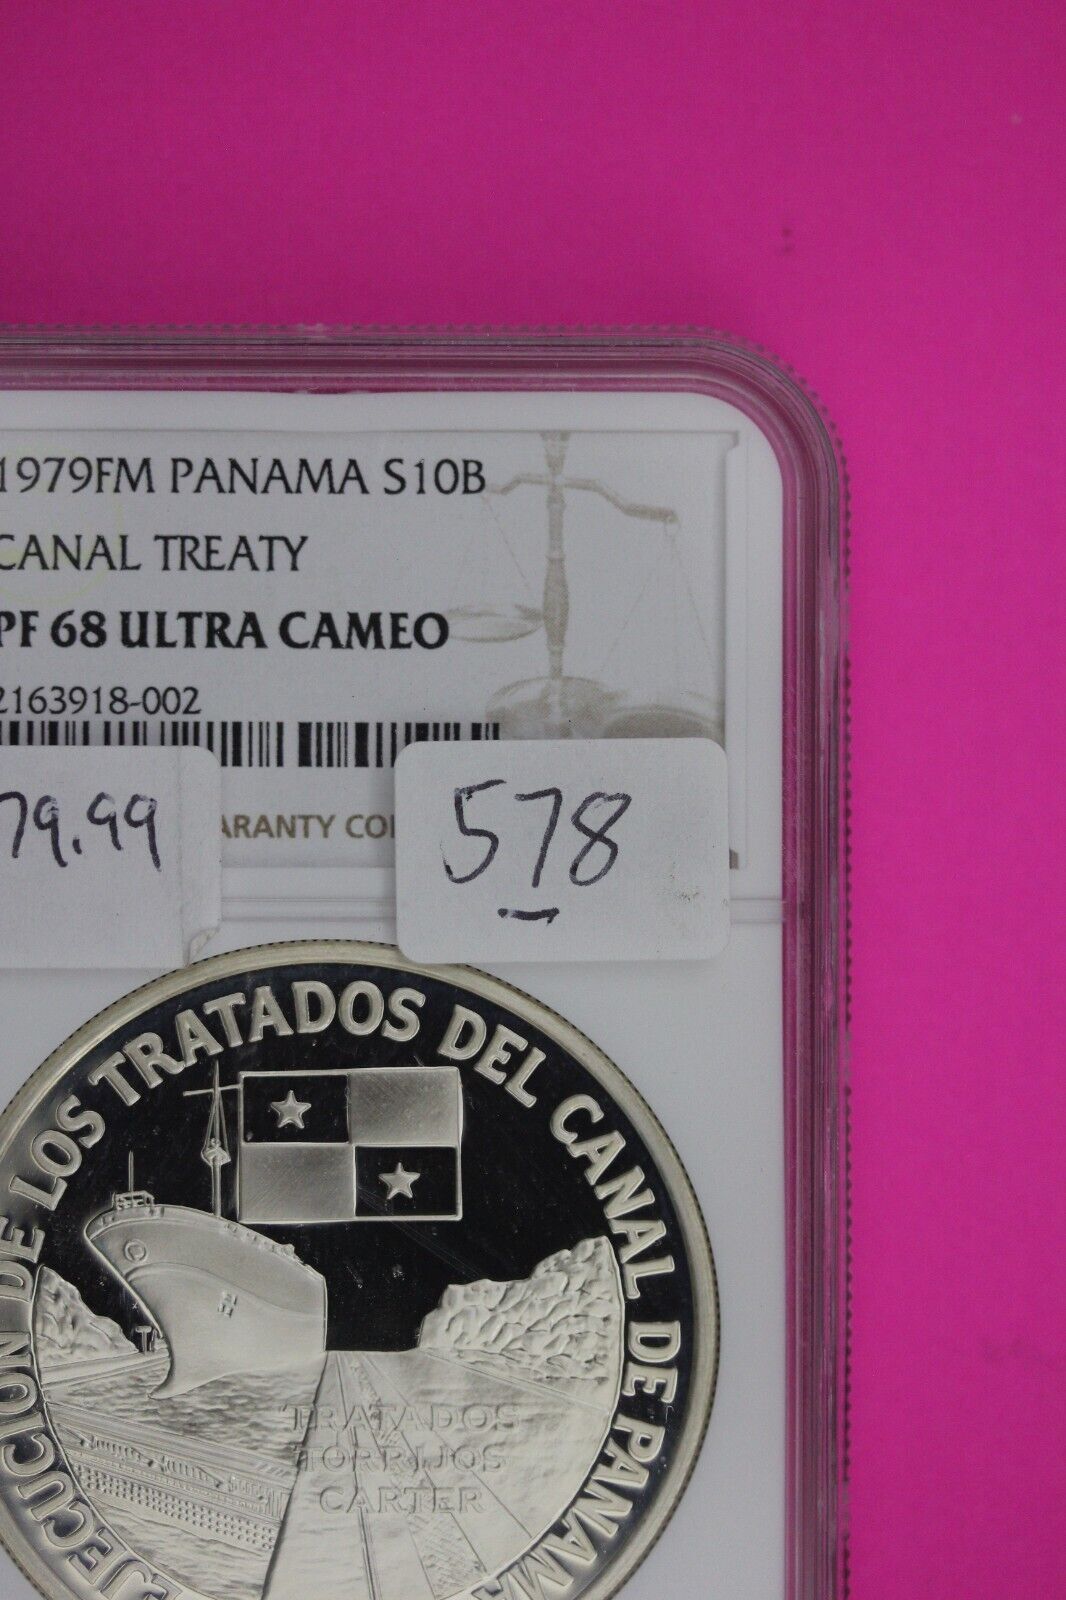 1979FM PANAMA S10B
CANAL TREATY
PF 68 ULTRA CAMEO
2163918-002
79.99
ARANTY CO
578
EJECUCION DE LOS TRATADOS DEL CANAL DE PANAMA
TRATADOS
TORRIJOS
CARTER